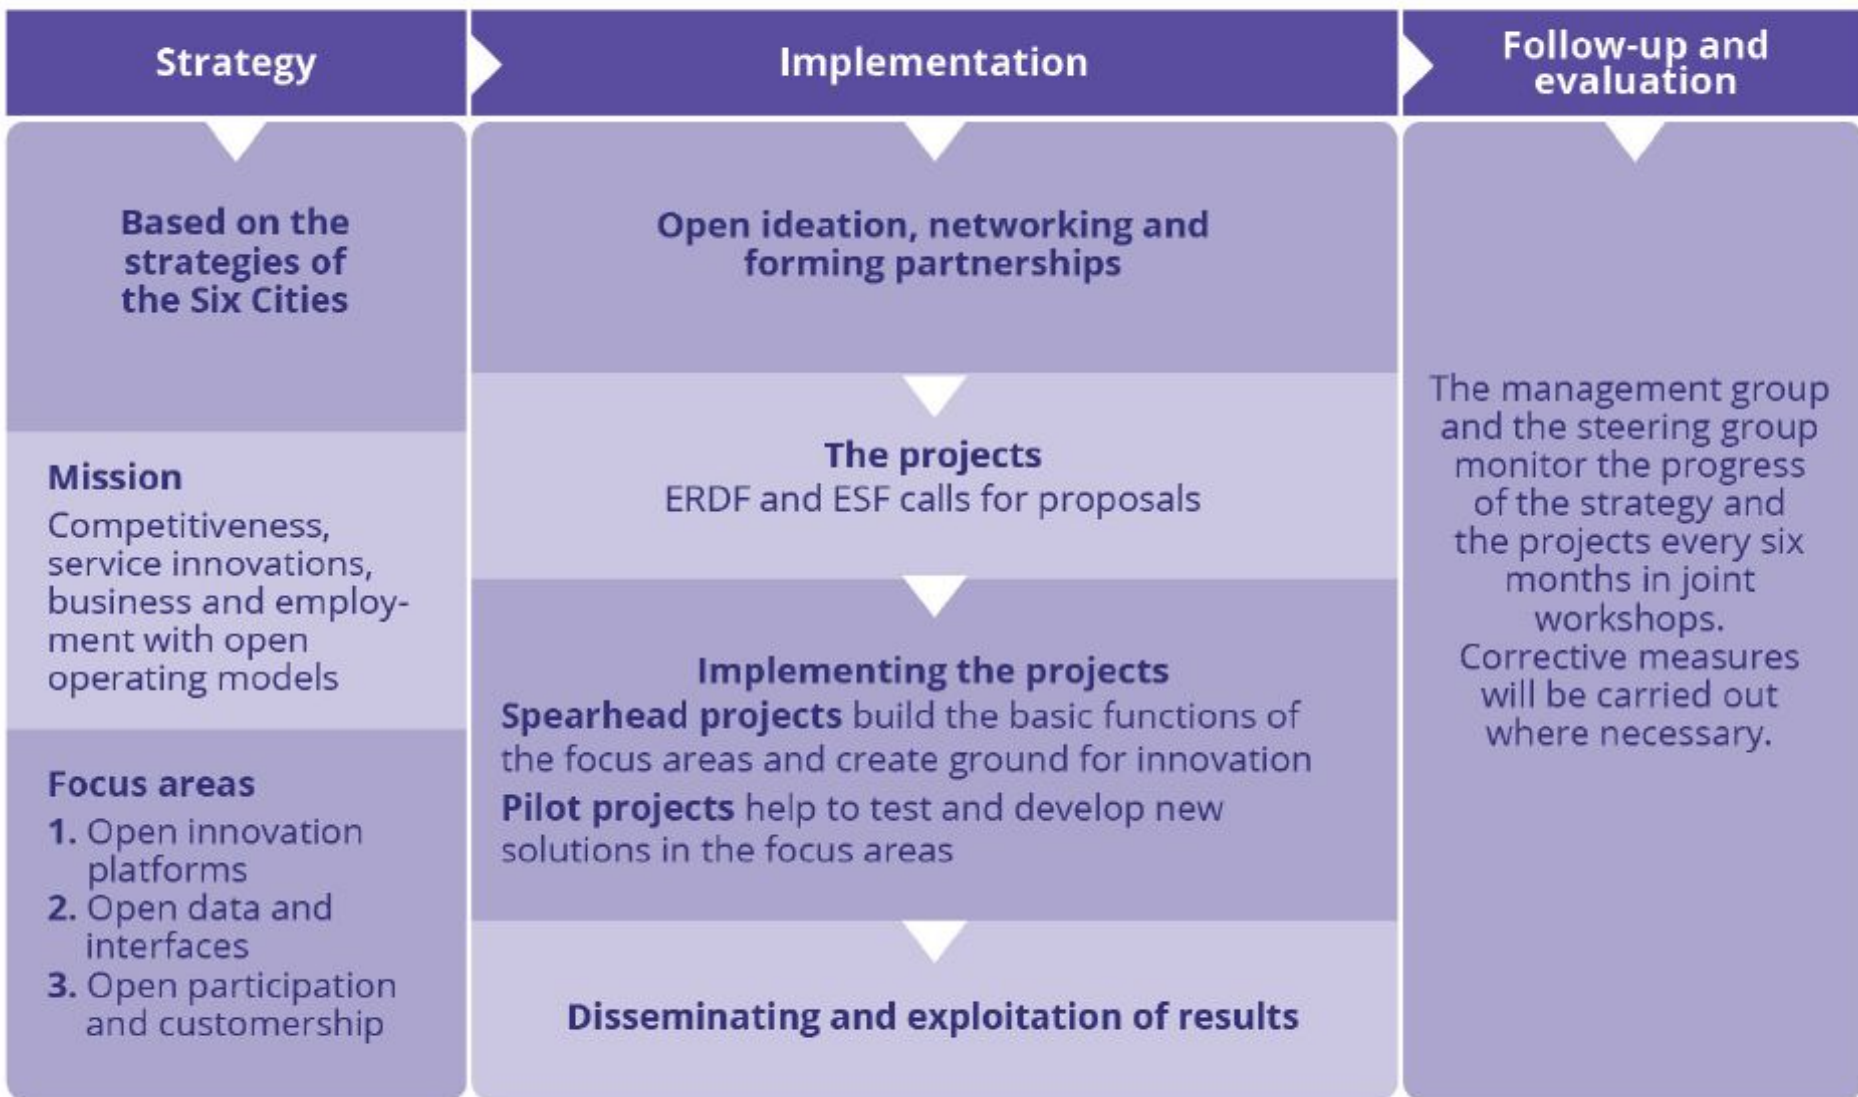 Strategy
Based on the
strategies of
the Six Cities
Mission
Competitiveness,
service innovations,
business and employ-
ment with open
operating models
Focus areas
1. Open innovation
platforms
2. Open data and
interfaces
3. Open participation
and customership
Implementation
Open ideation, networking and
forming partnerships
The projects
ERDF and ESF calls for proposals
Implementing the projects
Spearhead projects build the basic functions of
the focus areas and create ground for innovation
Pilot projects help to test and develop new
solutions in the focus areas
Disseminating and exploitation of results
Follow-up and
evaluation
The management group
and the steering group
monitor the progress
of the strategy and
the projects every six
months in joint
workshops.
Corrective measures
will be carried out
where necessary.